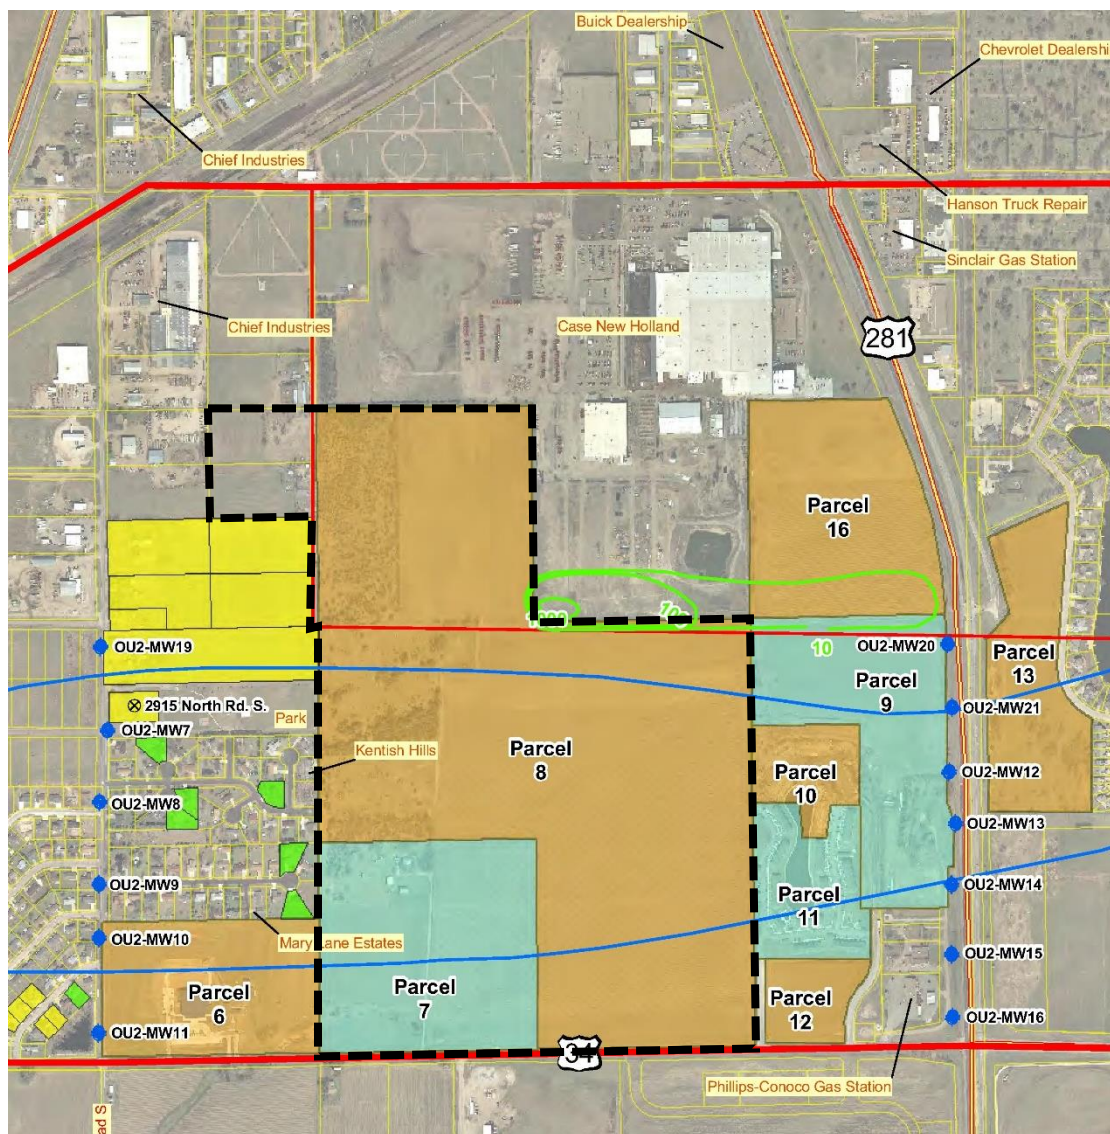 Buick Dealership
Chevrolet Dealershi
Chief Industries
Hanson Truck Repair
Sinclair Gas Station
Chief Industries
Case New Holland
281
Parcel
16
100
10
OU2-MW19
OU2-MW20
Parcel
13
Parcel
9
2915 North Rd. S.
OU2-MW21
Park
OU2-MW7
Kentish Hills
Parcel
8
Parcel
10
OU2-MW12
OU2-MW8
OU2-MW13
OU2-MW9
OU2-MW14
Parcel
11
OU2-MW10
Mary Lane Estates
OU2-MW15
Parcel
6
Parcel
7
Parcel
12
OU2-MW16
OU2-MW11
34
Phillips-Conoco Gas Station
ad S